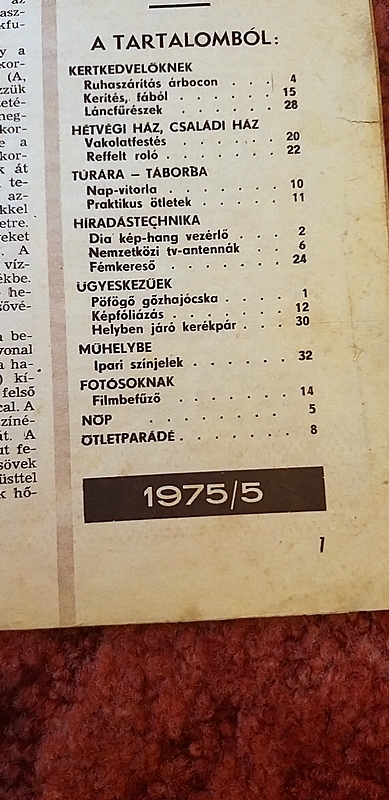 A TARTALOMBÓL:
KERTKEDVELŐKNEK
Ruhaszárítás árbocon . . . . 4
Kerítés, fából . . . . . . . 15
Láncfűrészek . . . . . . 28
HÉTVÉGI HÁZ, CSALÁDI HÁZ
Vakolatfestés . . . . . . . 20
Reffelt roló . . . . . . . . 22
TÚRÁRA — TÁBORBA
Nap-vitorla . . . . . . . . 10
Praktikus ötletek . . . . . . 11
HÍRADÁSTECHNIKA
Dia kép-hang vezérlő . . . 2
Nemzetközi tv-antennák . . . 6
Fémkereső . . . . . . . 24
ÜGYESKEZŰEK
Pöfögő gőzhajócska . . . . . 1
Képfóliázás . . . . . . . 12
Helyben járó kerékpár . . . . 30
MŰHELYBE
Ipari színjelek . . . . . . 32
FOTÓSOKNAK
Filmbefűző . . . . . . . 14
NŐP . . . . . . . 5
ÖTLETPARÁDÉ . . . . . . . 8
1975/5
1